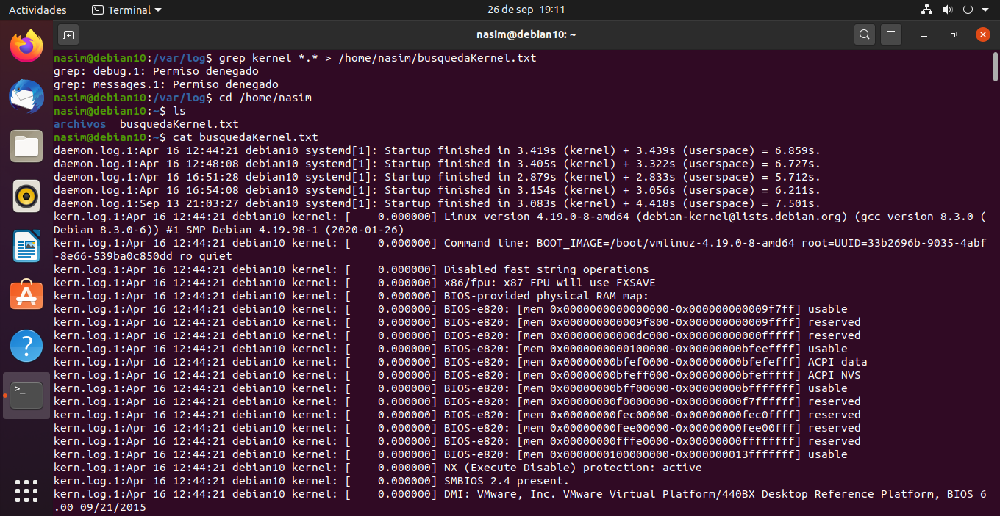 Actividades Terminal 26 de sep 19:11
nasim@debian10: ~
nasim@debian10:/var/log$ grep kernel *.* > /home/nasim/busquedaKernel.txt
grep: debug.1: Permiso denegado
grep: messages.1: Permiso denegado
nasim@debian10:/var/log$ cd /home/nasim
nasim@debian10:~$ ls
archivos  busquedaKernel.txt
nasim@debian10:~$ cat busquedaKernel.txt
daemon.log.1:Apr 16 12:44:21 debian10 systemd[1]: Startup finished in 3.419s (kernel) + 3.439s (userspace) = 6.859s.
daemon.log.1:Apr 16 12:48:08 debian10 systemd[1]: Startup finished in 3.405s (kernel) + 3.322s (userspace) = 6.727s.
daemon.log.1:Apr 16 16:51:28 debian10 systemd[1]: Startup finished in 2.879s (kernel) + 2.833s (userspace) = 5.712s.
daemon.log.1:Apr 16 16:54:08 debian10 systemd[1]: Startup finished in 3.154s (kernel) + 3.056s (userspace) = 6.211s.
daemon.log.1:Sep 13 21:03:27 debian10 systemd[1]: Startup finished in 3.083s (kernel) + 4.418s (userspace) = 7.501s.
kern.log.1:Apr 16 12:44:21 debian10 kernel: [    0.000000] Linux version 4.19.0-8-amd64 (debian-kernel@lists.debian.org) (gcc version 8.3.0 (
Debian 8.3.0-6)) #1 SMP Debian 4.19.98-1 (2020-01-26)
kern.log.1:Apr 16 12:44:21 debian10 kernel: [    0.000000] Command line: BOOT_IMAGE=/boot/vmlinuz-4.19.0-8-amd64 root=UUID=33b2696b-9035-4abf
-8e66-539ba0c850dd ro quiet
kern.log.1:Apr 16 12:44:21 debian10 kernel: [    0.000000] Disabled fast string operations
kern.log.1:Apr 16 12:44:21 debian10 kernel: [    0.000000] x86/fpu: x87 FPU will use FXSAVE
kern.log.1:Apr 16 12:44:21 debian10 kernel: [    0.000000] BIOS-provided physical RAM map:
kern.log.1:Apr 16 12:44:21 debian10 kernel: [    0.000000] BIOS-e820: [mem 0x0000000000000000-0x000000000009f7ff] usable
kern.log.1:Apr 16 12:44:21 debian10 kernel: [    0.000000] BIOS-e820: [mem 0x000000000009f800-0x000000000009ffff] reserved
kern.log.1:Apr 16 12:44:21 debian10 kernel: [    0.000000] BIOS-e820: [mem 0x00000000000dc000-0x00000000000fffff] reserved
kern.log.1:Apr 16 12:44:21 debian10 kernel: [    0.000000] BIOS-e820: [mem 0x0000000000100000-0x00000000bfeeffff] usable
kern.log.1:Apr 16 12:44:21 debian10 kernel: [    0.000000] BIOS-e820: [mem 0x00000000bfef0000-0x00000000bfefefff] ACPI data
kern.log.1:Apr 16 12:44:21 debian10 kernel: [    0.000000] BIOS-e820: [mem 0x00000000bfeff000-0x00000000bfefffff] ACPI NVS
kern.log.1:Apr 16 12:44:21 debian10 kernel: [    0.000000] BIOS-e820: [mem 0x00000000bff00000-0x00000000bfffffff] usable
kern.log.1:Apr 16 12:44:21 debian10 kernel: [    0.000000] BIOS-e820: [mem 0x00000000f0000000-0x00000000f7ffffff] reserved
kern.log.1:Apr 16 12:44:21 debian10 kernel: [    0.000000] BIOS-e820: [mem 0x00000000fec00000-0x00000000fec0ffff] reserved
kern.log.1:Apr 16 12:44:21 debian10 kernel: [    0.000000] BIOS-e820: [mem 0x00000000fee00000-0x00000000fee00fff] reserved
kern.log.1:Apr 16 12:44:21 debian10 kernel: [    0.000000] BIOS-e820: [mem 0x00000000fffe0000-0x00000000ffffffff] reserved
kern.log.1:Apr 16 12:44:21 debian10 kernel: [    0.000000] BIOS-e820: [mem 0x0000000100000000-0x000000013fffffff] usable
kern.log.1:Apr 16 12:44:21 debian10 kernel: [    0.000000] NX (Execute Disable) protection: active
kern.log.1:Apr 16 12:44:21 debian10 kernel: [    0.000000] SMBIOS 2.4 present.
kern.log.1:Apr 16 12:44:21 debian10 kernel: [    0.000000] DMI: VMware, Inc. VMware Virtual Platform/440BX Desktop Reference Platform, BIOS 6
.00 09/21/2015